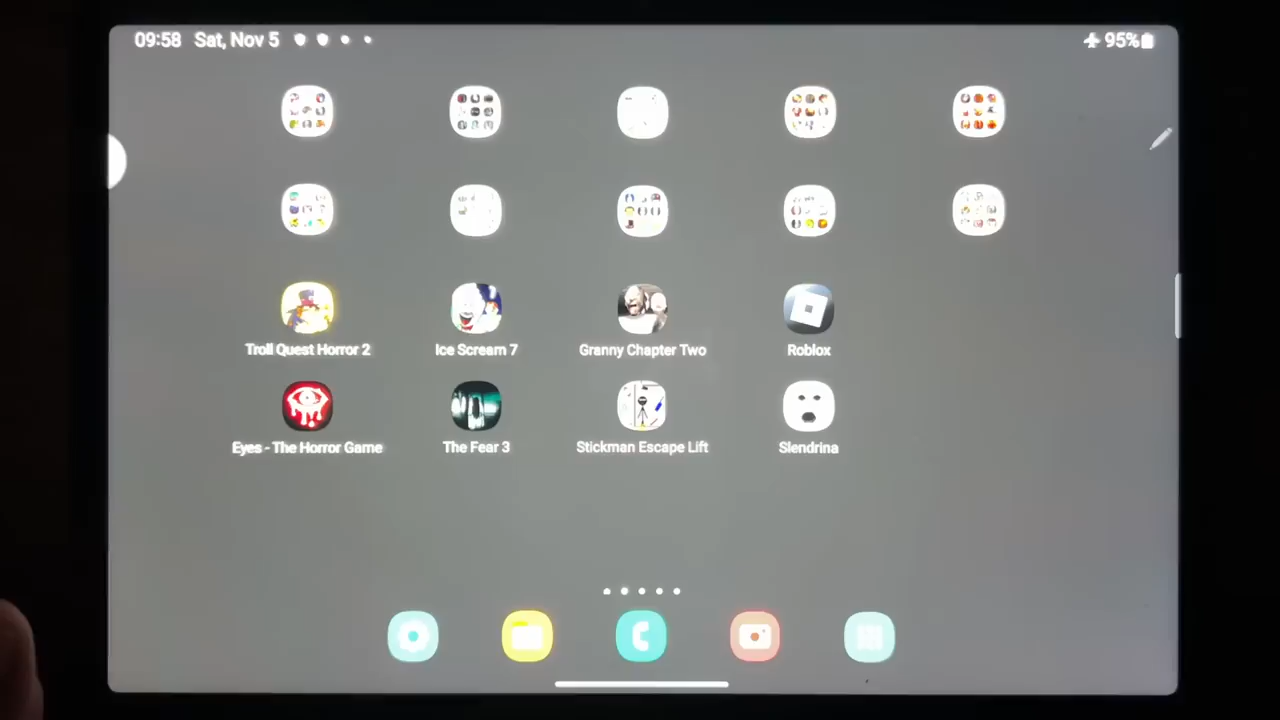 09:58 Sat, Nov 5 95%
Troll Quest Horror 2 Ice Scream 7 Granny Chapter Two Roblox
Eyes - The Horror Game The Fear 3 Stickman Escape Lift Slendrina